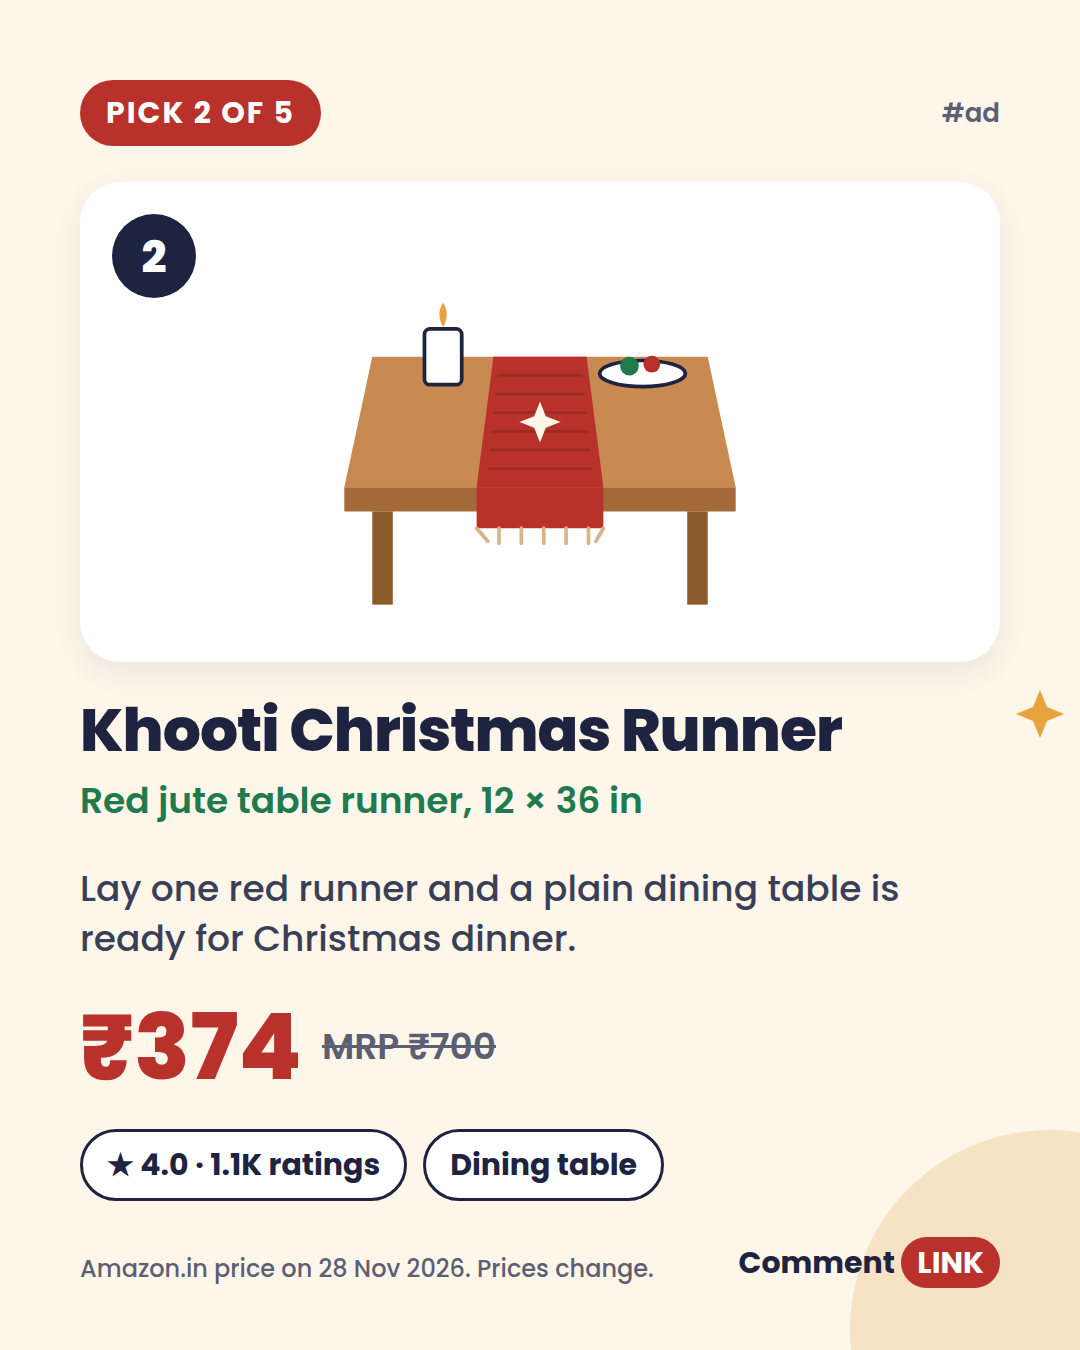 PICK 2 OF 5
#ad
2
Khooti Christmas Runner
Red jute table runner, 12 × 36 in
Lay one red runner and a plain dining table is
ready for Christmas dinner.
₹374 MRP ₹700
★ 4.0 · 1.1K ratings
Dining table
Amazon.in price on 28 Nov 2026. Prices change.
Comment LINK